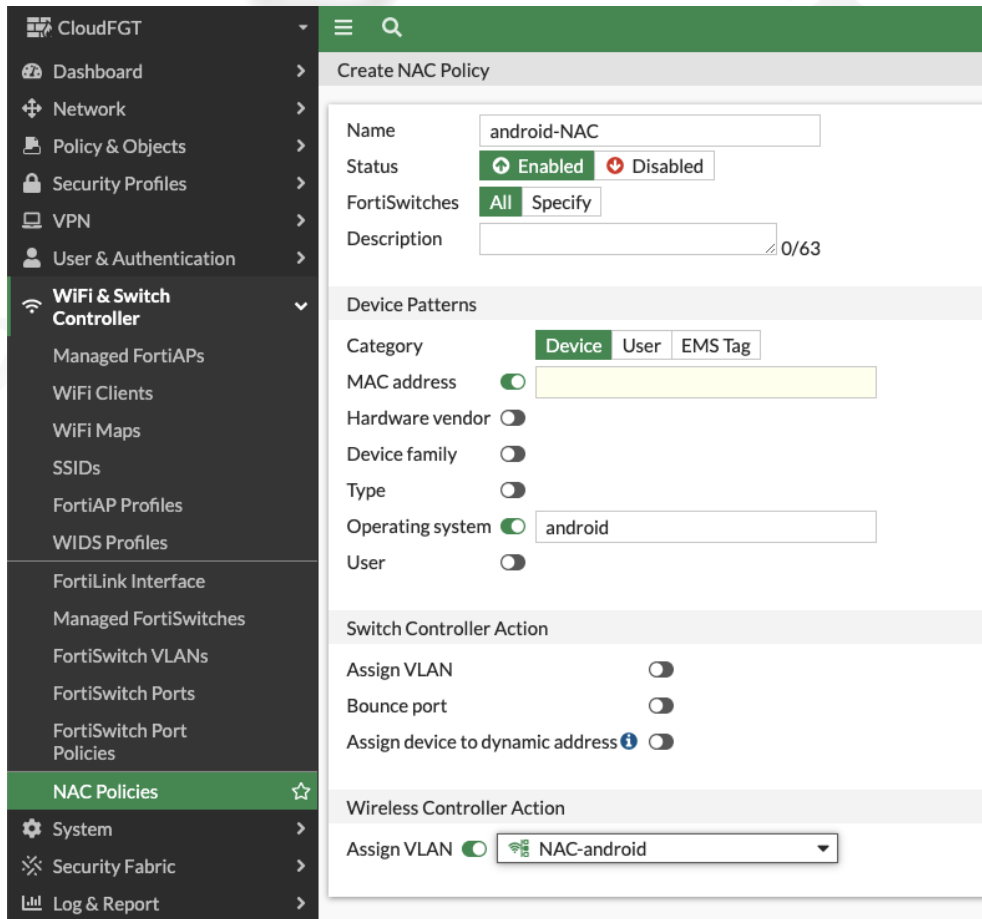 CloudFGT
Dashboard
Network
Policy & Objects
Security Profiles
VPN
User & Authentication
WiFi & Switch
Controller
Managed FortiAPs
WiFi Clients
WiFi Maps
SSIDs
FortiAP Profiles
WIDS Profiles
FortiLink Interface
Managed FortiSwitches
FortiSwitch VLANs
FortiSwitch Ports
FortiSwitch Port
Policies
NAC Policies
System
Security Fabric
Log & Report
Create NAC Policy
Name android-NAC
Status Enabled Disabled
FortiSwitches All Specify
Description 0/63
Device Patterns
Category Device User EMS Tag
MAC address
Hardware vendor
Device family
Type
Operating system android
User
Switch Controller Action
Assign VLAN
Bounce port
Assign device to dynamic address
Wireless Controller Action
Assign VLAN NAC-android